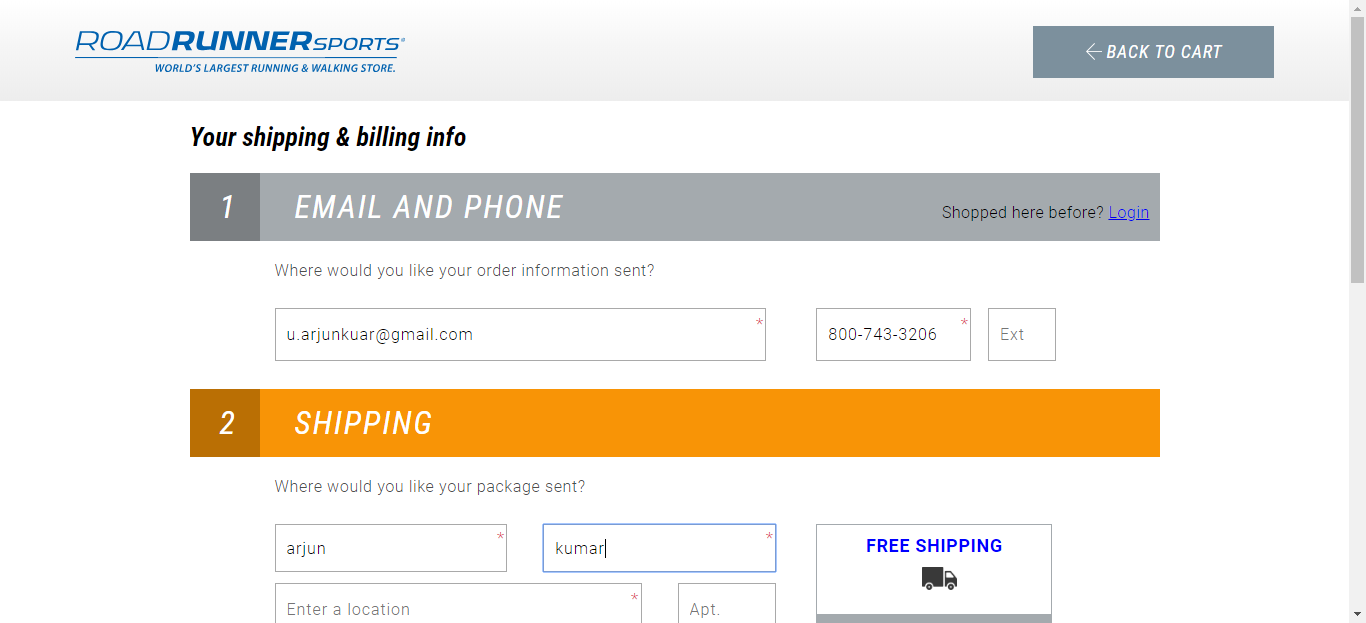 ROADRUNNERSPORTS®
WORLD'S LARGEST RUNNING & WALKING STORE.
← BACK TO CART
Your shipping & billing info
1 EMAIL AND PHONE
Shopped here before? Login
Where would you like your order information sent?
u.arjunkuar@gmail.com * 800-743-3206 * Ext
2 SHIPPING
Where would you like your package sent?
arjun * kumar * FREE SHIPPING
Enter a location * Apt.